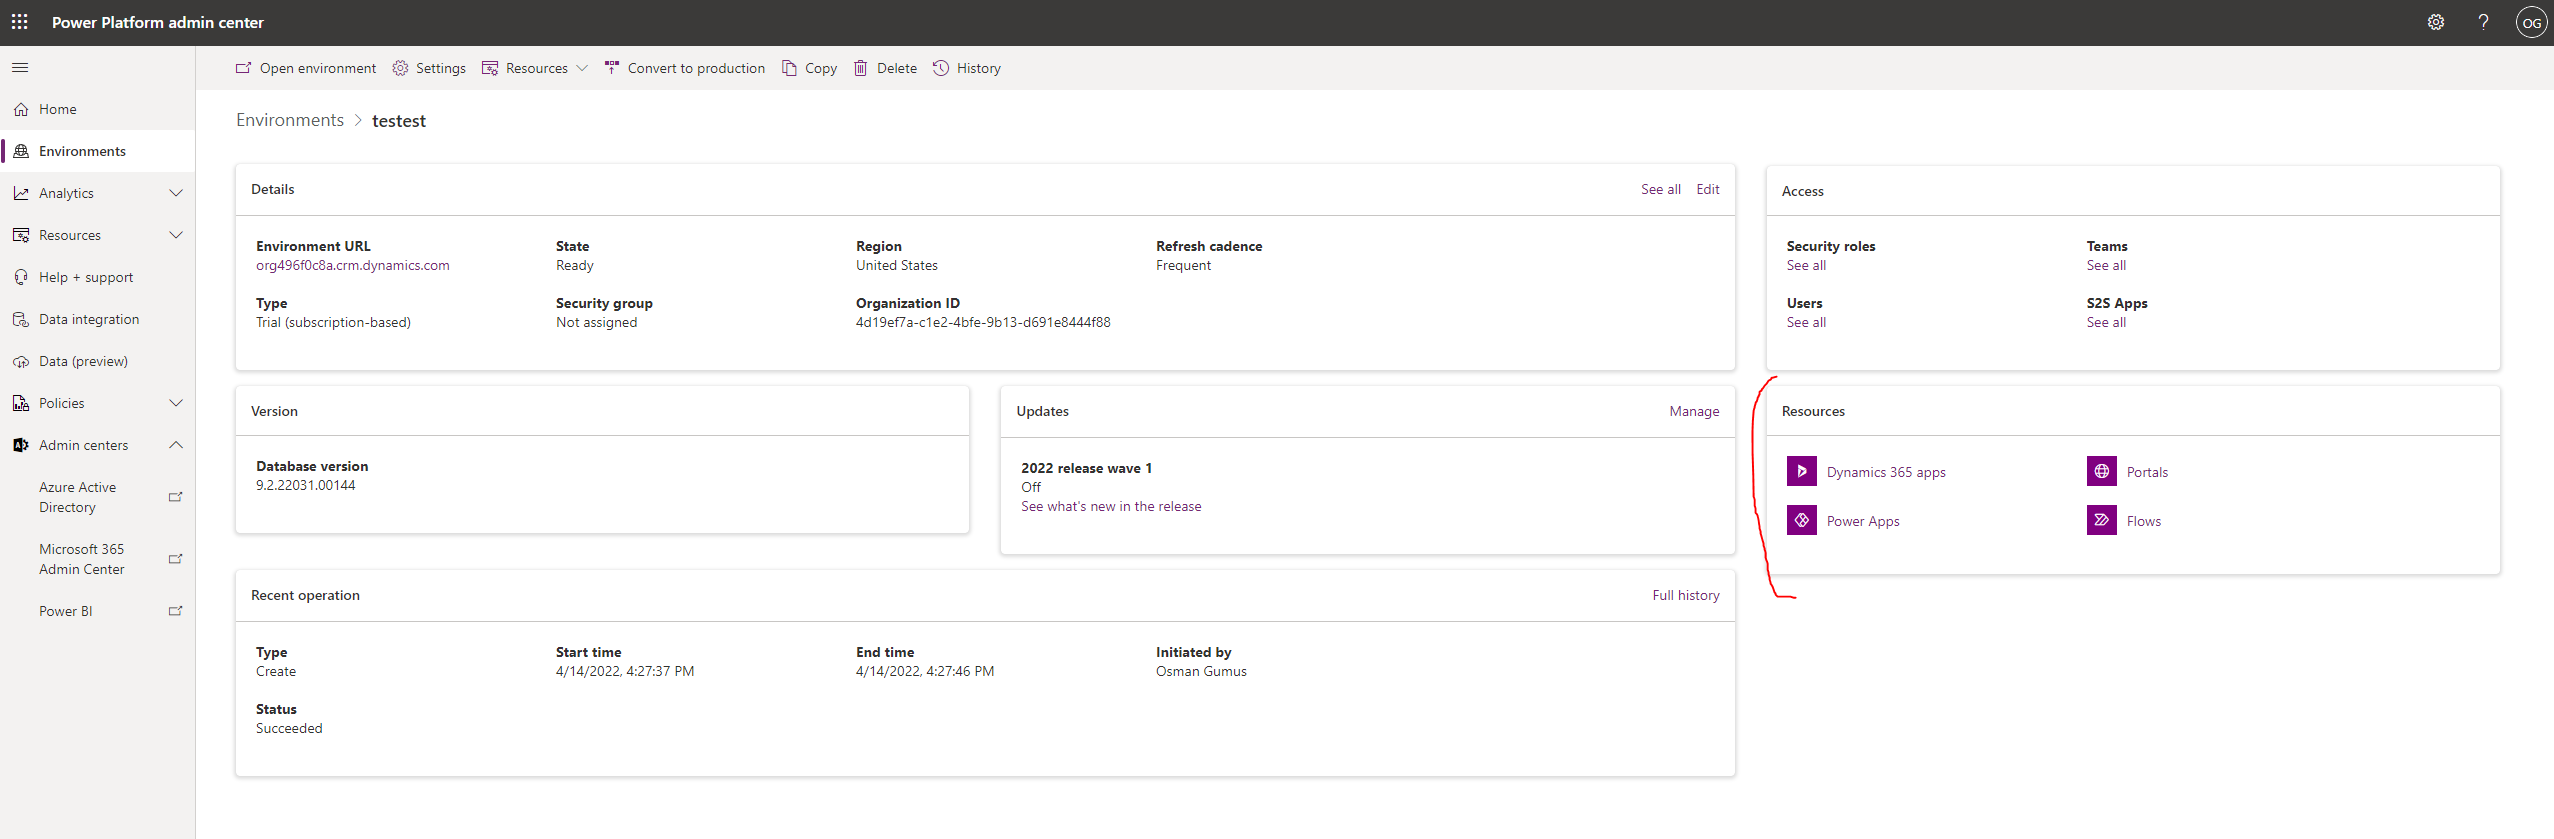 Power Platform admin center
OG
Open environment Settings Resources Convert to production Copy Delete History
Home
Environments
Analytics
Resources
Help + support
Data integration
Data (preview)
Policies
Admin centers
Azure Active
Directory
Microsoft 365
Admin Center
Power BI
Environments > testest
Details See all Edit
Environment URL State Region Refresh cadence
org496f0c8a.crm.dynamics.com Ready United States Frequent
Type Security group Organization ID
Trial (subscription-based) Not assigned 4d19ef7a-c1e2-4bfe-9b13-d691e8444f88
Access
Security roles Teams
See all See all
Users S2S Apps
See all See all
Version
Database version
9.2.22031.00144
Updates Manage
2022 release wave 1
Off
See what's new in the release
Resources
Dynamics 365 apps Portals
Power Apps Flows
Recent operation Full history
Type Start time End time Initiated by
Create 4/14/2022, 4:27:37 PM 4/14/2022, 4:27:46 PM Osman Gumus
Status
Succeeded